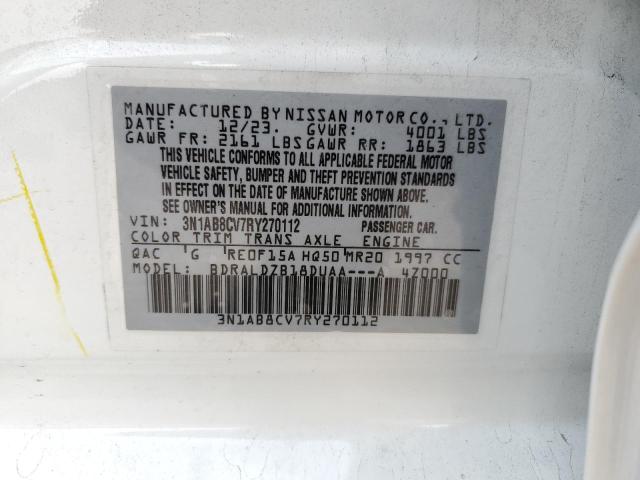 MANUFACTURED BY NISSAN MOTOR CO., LTD.
DATE: 12/23. GVWR: 4001 LBS
GAWR FR: 2161 LBS GAWR RR: 1863 LBS
THIS VEHICLE CONFORMS TO ALL APPLICABLE FEDERAL MOTOR
VEHICLE SAFETY, BUMPER AND THEFT PREVENTION STANDARDS
IN EFFECT ON THE DATE OF MANUFACTURE SHOWN ABOVE.
SEE OWNER'S MANUAL FOR ADDITIONAL INFORMATION.
VIN: 3N1AB8CV7RY270112 PASSENGER CAR.
COLOR TRIM TRANS AXLE ENGINE
QAC G RE0F15A HQ50 MR20 1997 CC
MODEL: BDRALDZB18DUAA---A 4Z000
3N1AB8CV7RY270112